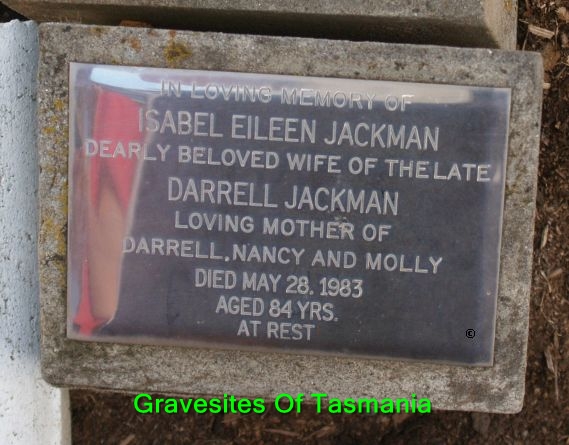 IN LOVING MEMORY OF
ISABEL EILEEN JACKMAN
DEARLY BELOVED WIFE OF THE LATE
DARRELL JACKMAN
LOVING MOTHER OF
DARRELL, NANCY AND MOLLY
DIED MAY 28. 1983
AGED 84 YRS.
AT REST
©
Gravesites Of Tasmania